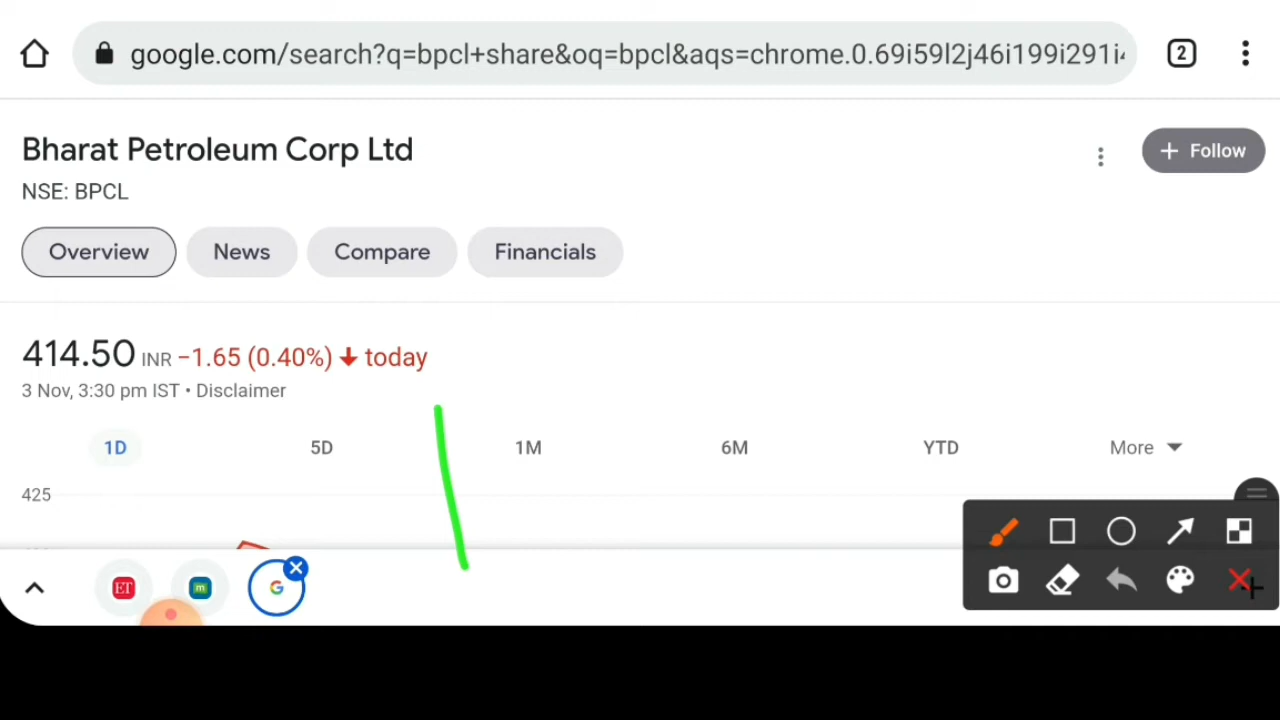 google.com/search?q=bpcl+share&oq=bpcl&aqs=chrome.0.69i59l2j46i199i291i
2
Bharat Petroleum Corp Ltd
Follow
NSE: BPCL
Overview News Compare Financials
414.50 INR −1.65 (0.40%) today
3 Nov, 3:30 pm IST • Disclaimer
1D 5D 1M 6M YTD More
425
ET m G